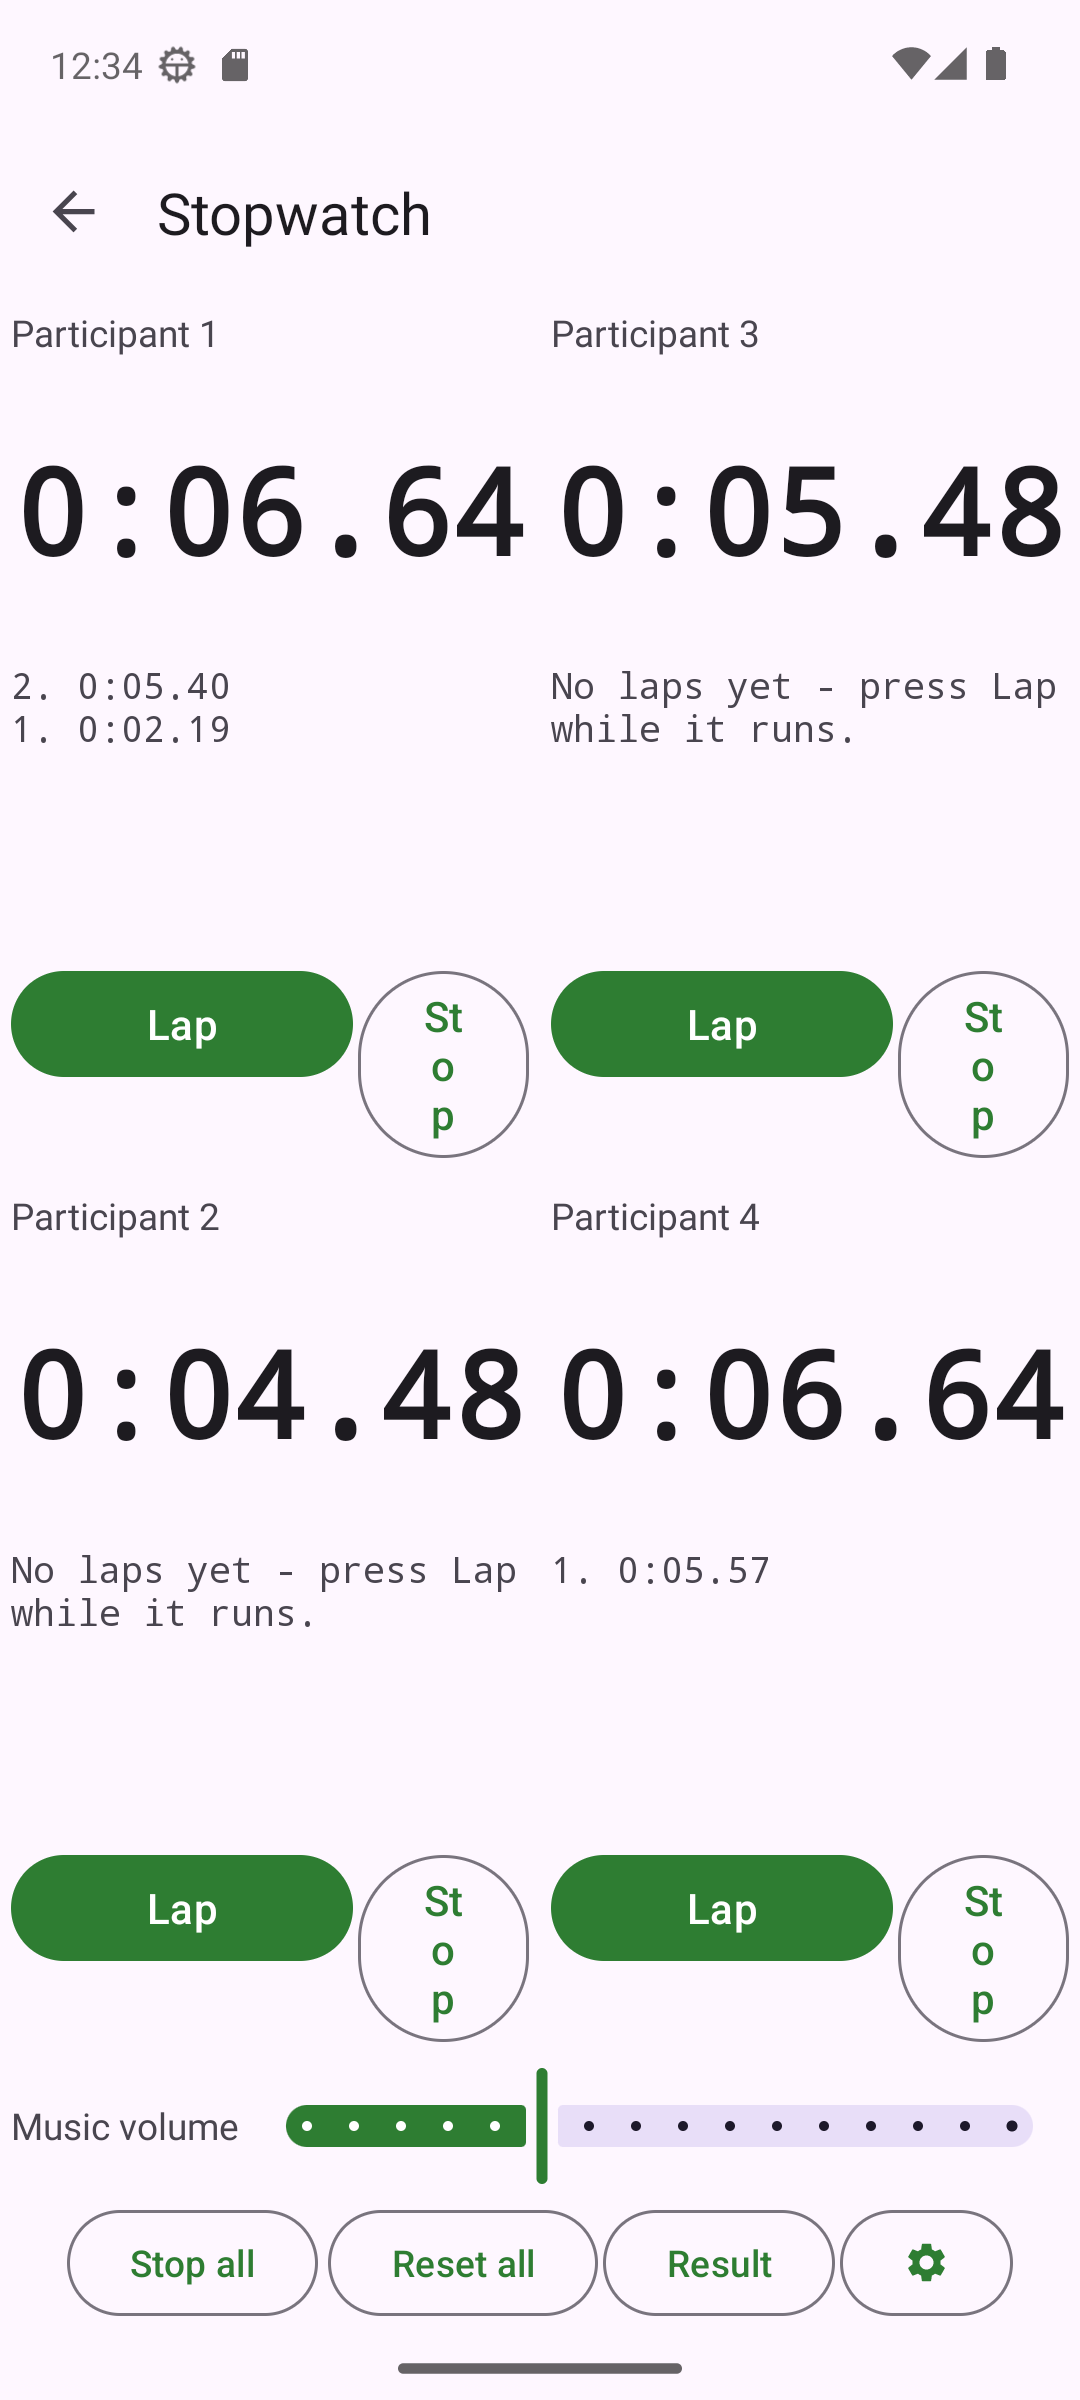 12:34
Stopwatch
Participant 1
0:06.64
2. 0:05.40
1. 0:02.19
Lap
St
o
p
Participant 3
0:05.48
No laps yet - press Lap
while it runs.
Lap
St
o
p
Participant 2
0:04.48
No laps yet - press Lap
while it runs.
Lap
St
o
p
Participant 4
0:06.64
1. 0:05.57
Lap
St
o
p
Music volume
Stop all
Reset all
Result